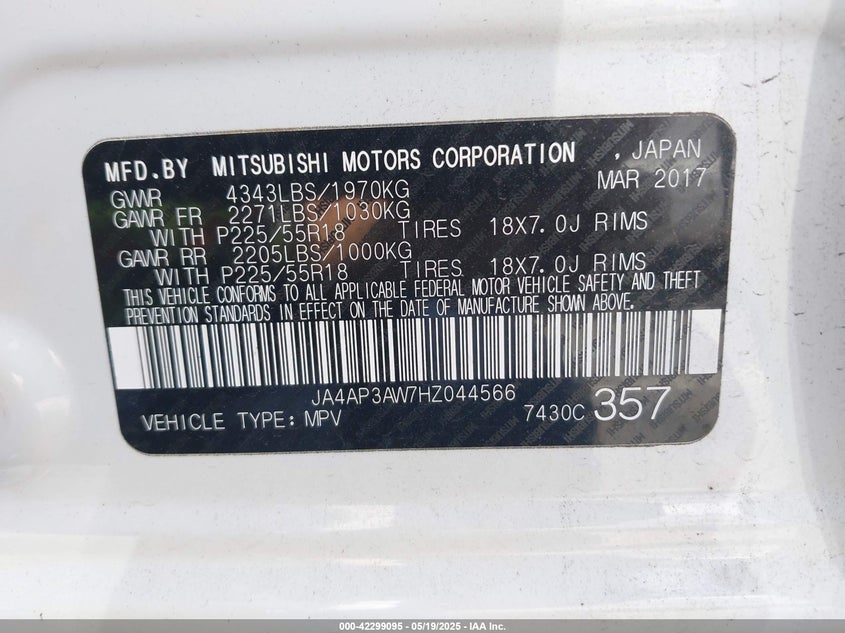 MFD.BY MITSUBISHI MOTORS CORPORATION , JAPAN
GVWR 4343LBS/1970KG MAR 2017
GAWR FR 2271LBS/1030KG
WITH P225/55R18 TIRES 18X7.0J RIMS
GAWR RR 2205LBS/1000KG
WITH P225/55R18 TIRES 18X7.0J RIMS
THIS VEHICLE CONFORMS TO ALL APPLICABLE FEDERAL MOTOR VEHICLE SAFETY AND THEFT
PREVENTION STANDARDS IN EFFECT ON THE DATE OF MANUFACTURE SHOWN ABOVE.
JA4AP3AW7HZ044566
VEHICLE TYPE: MPV 7430C 357
000-42299095 - 05/19/2025 - IAA Inc.